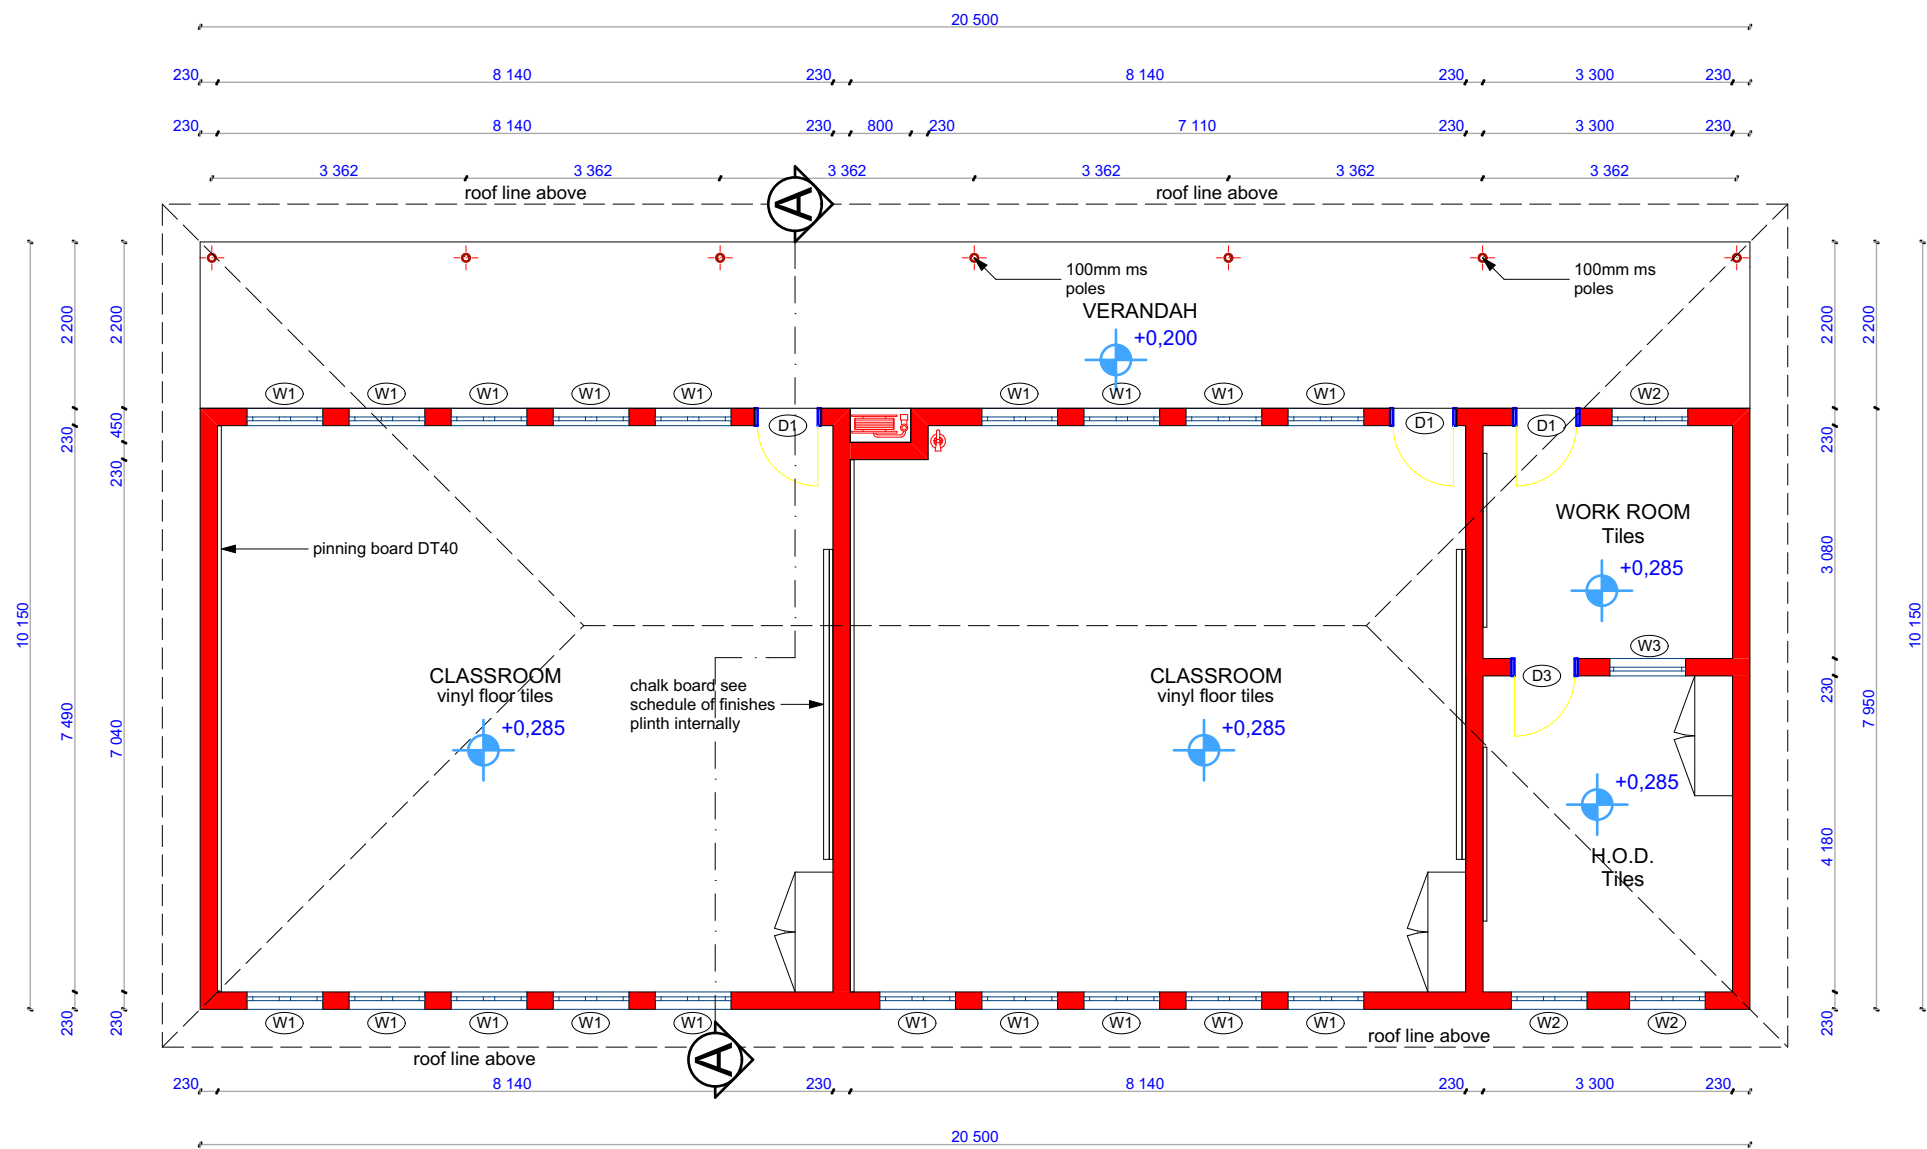 20 500
230 8 140 230 8 140 230 3 300 230
230 8 140 230 800 230 7 110 230 3 300 230
3 362 3 362 3 362 3 362 3 362 3 362
roof line above roof line above
A
100mm ms
poles
100mm ms
poles
VERANDAH
+0,200
W1 W1 W1 W1 W1 W1 W1 W1 W1 W2
D1 D1 D1
WORK ROOM
Tiles
+0,285
pinning board DT40
W3
D3
CLASSROOM
vinyl floor tiles
+0,285
chalk board see
schedule of finishes
plinth internally
CLASSROOM
vinyl floor tiles
+0,285
+0,285
H.O.D.
Tiles
W1 W1 W1 W1 W1 W1 W1 W1 W1 W1 W2 W2
roof line above
roof line above
A
230 8 140 230 8 140 230 3 300 230
20 500
10 150
2 200
230
7 490
230
2 200
450
230
7 040
230
2 200
230
3 080
230
4 180
230
2 200
7 950
10 150